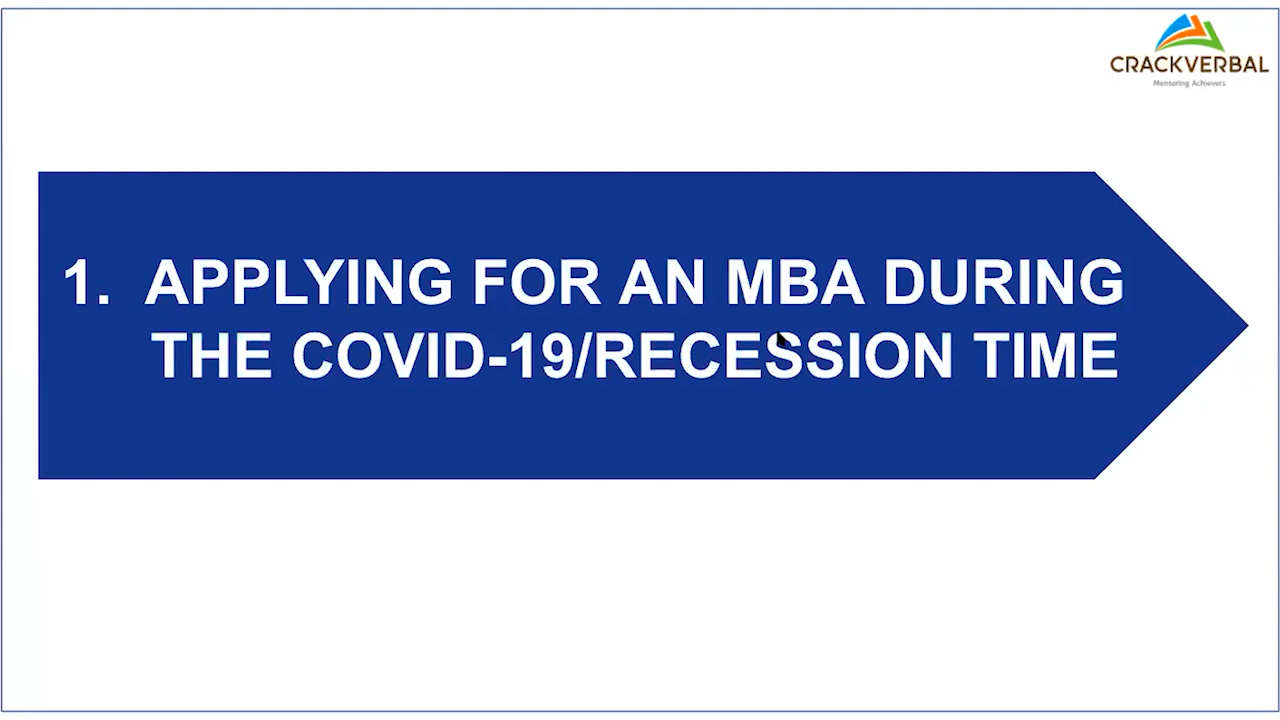 CRACKVERBAL
Mentoring Achievers
1. APPLYING FOR AN MBA DURING
THE COVID-19/RECESSION TIME